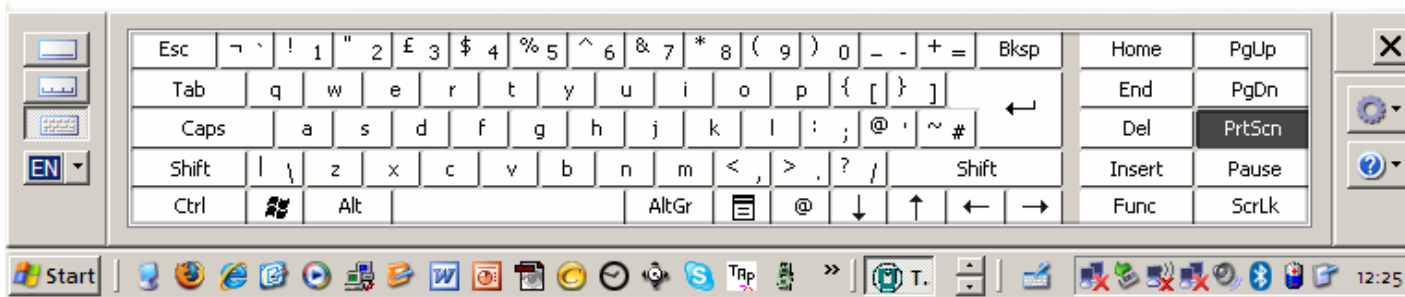 Esc ¬ ` ! 1 " 2 £ 3 $ 4 % 5 ^ 6 & 7 * 8 ( 9 ) 0 _ - + = Bksp Home PgUp
Tab q w e r t y u i o p { [ } ] End PgDn
Caps a s d f g h j k l : ; @ ' ~ # Del PrtScn
EN Shift | \ z x c v b n m < , > . ? / Shift Insert Pause
Ctrl Alt AltGr @ ↓ ↑ ← → Func ScrLk
Start W TRP » T. 12:25